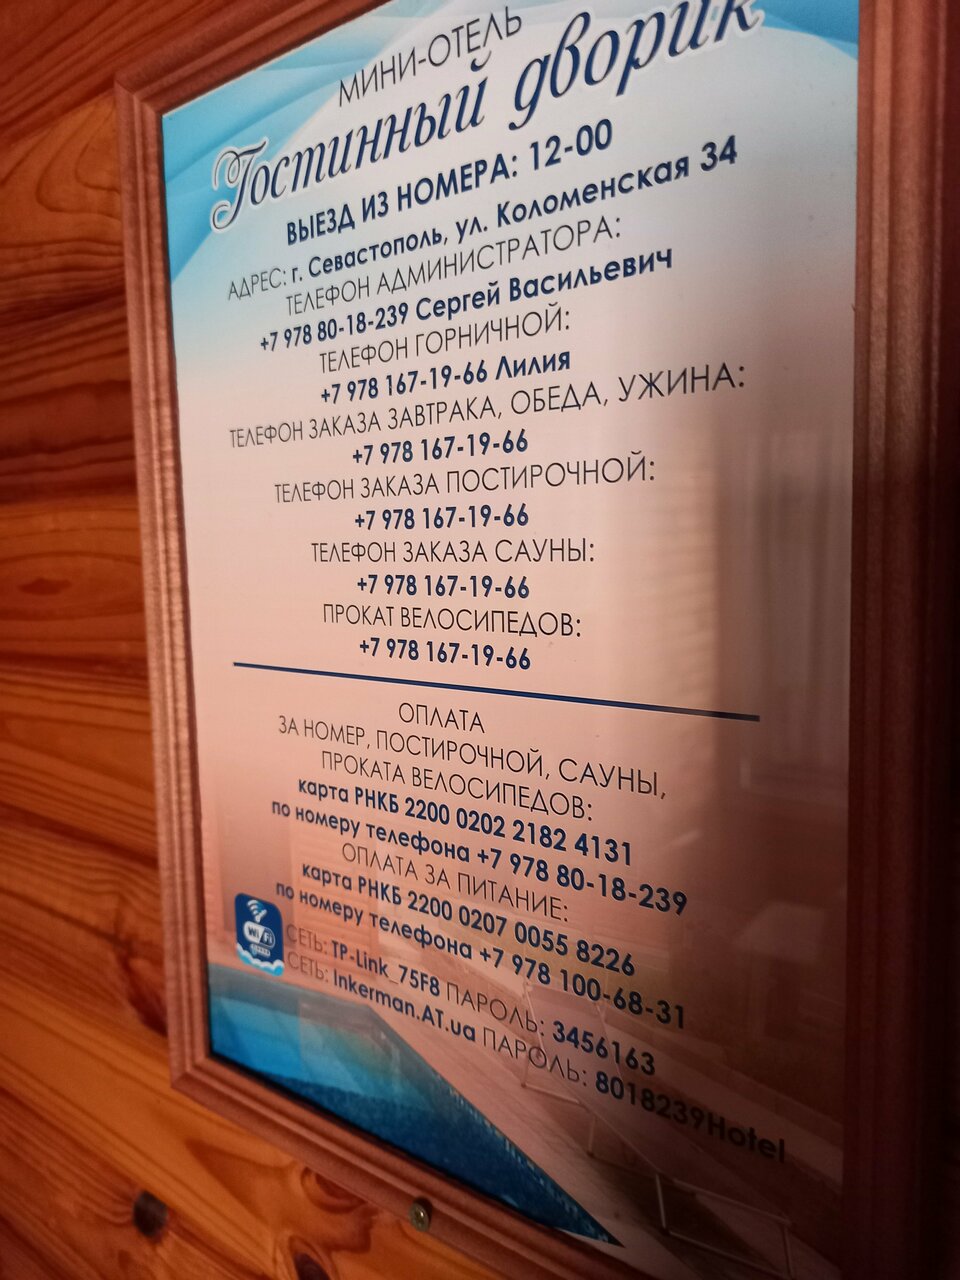 МИНИ-ОТЕЛЬ
Гостинный дворик
ВЫЕЗД ИЗ НОМЕРА: 12-00
АДРЕС: г. Севастополь, ул. Коломенская 34
ТЕЛЕФОН АДМИНИСТРАТОРА:
+7 978 80-18-239 Сергей Васильевич
ТЕЛЕФОН ГОРНИЧНОЙ:
+7 978 167-19-66 Лилия
ТЕЛЕФОН ЗАКАЗА ЗАВТРАКА, ОБЕДА, УЖИНА:
+7 978 167-19-66
ТЕЛЕФОН ЗАКАЗА ПОСТИРОЧНОЙ:
+7 978 167-19-66
ТЕЛЕФОН ЗАКАЗА САУНЫ:
+7 978 167-19-66
ПРОКАТ ВЕЛОСИПЕДОВ:
+7 978 167-19-66
ОПЛАТА
ЗА НОМЕР, ПОСТИРОЧНОЙ, САУНЫ,
ПРОКАТА ВЕЛОСИПЕДОВ:
карта РНКБ 2200 0202 2182 4131
по номеру телефона +7 978 80-18-239
ОПЛАТА ЗА ПИТАНИЕ:
карта РНКБ 2200 0207 0055 8226
по номеру телефона +7 978 100-68-31
Wi Fi
СЕТЬ: TP-Link_75F8 ПАРОЛЬ: 3456163
СЕТЬ: Inkerman.AT.ua ПАРОЛЬ: 8018239Hotel